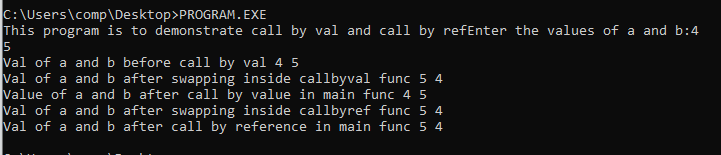 C:\Users\comp\Desktop>PROGRAM.EXE
This program is to demonstrate call by val and call by refEnter the values of a and b:4
5
Val of a and b before call by val 4 5
Val of a and b after swapping inside callbyval func 5 4
Value of a and b after call by value in main func 4 5
Val of a and b after swapping inside callbyref func 5 4
Val of a and b after call by reference in main func 5 4